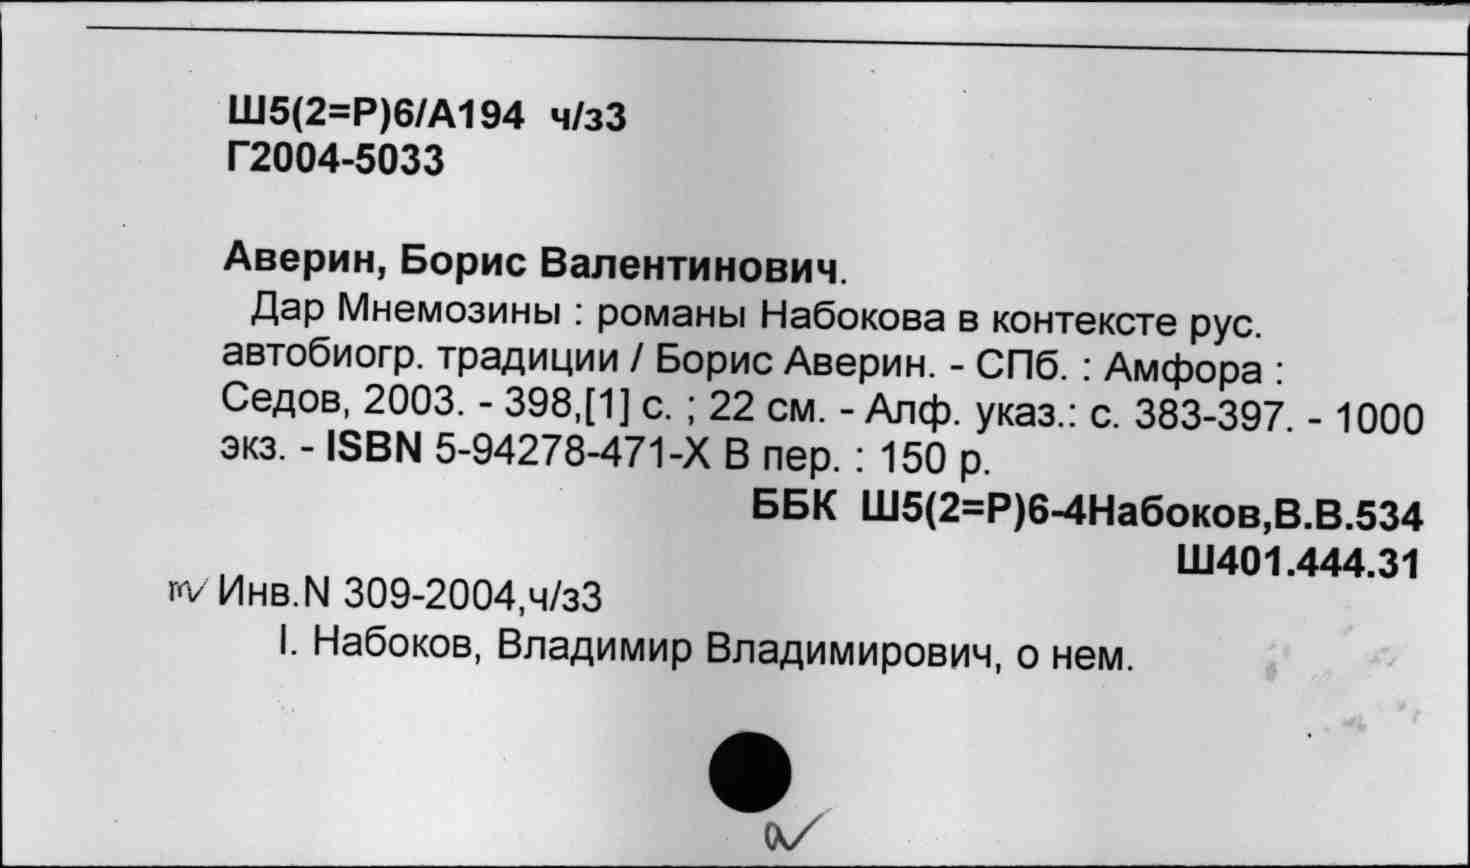 Ш5(2=Р)6/А194 ч/з3
Г2004-5033
Аверин, Борис Валентинович.
Дар Мнемозины : романы Набокова в контексте рус.
автобиогр. традиции / Борис Аверин. - СПб. : Амфора :
Седов, 2003. - 398,[1] с. ; 22 см. - Алф. указ.: с. 383-397. - 1000
экз. - ISBN 5-94278-471-X В пер. : 150 р.
ББК Ш5(2=Р)6-4Набоков,В.В.534
Ш401.444.31
Инв.N 309-2004,ч/з3
I. Набоков, Владимир Владимирович, о нем.